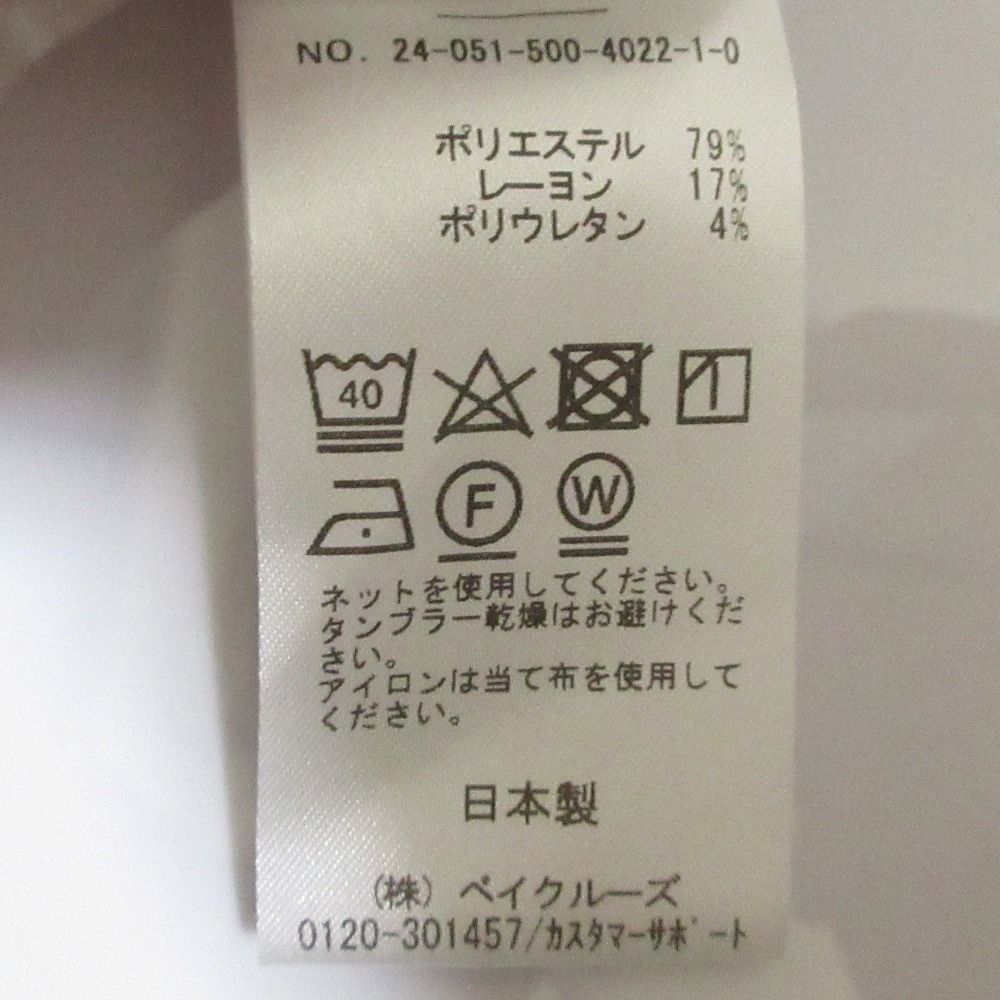 NO. 24-051-500-4022-1-0
ポリエステル 79%
レーヨン 17%
ポリウレタン 4%
40
F W
ネットを使用してください。
タンブラー乾燥はお避けくだ
さい。
アイロンは当て布を使用して
ください。
日本製
(株) ベイクルーズ
0120-301457/カスタマーサポート